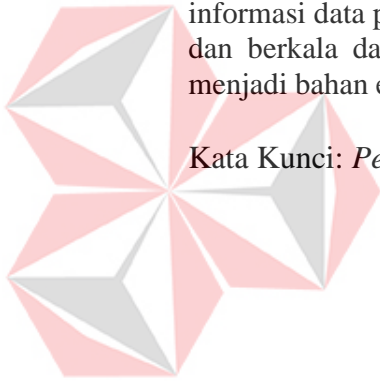 informasi data p
dan berkala da
menjadi bahan e
Kata Kunci: Pe